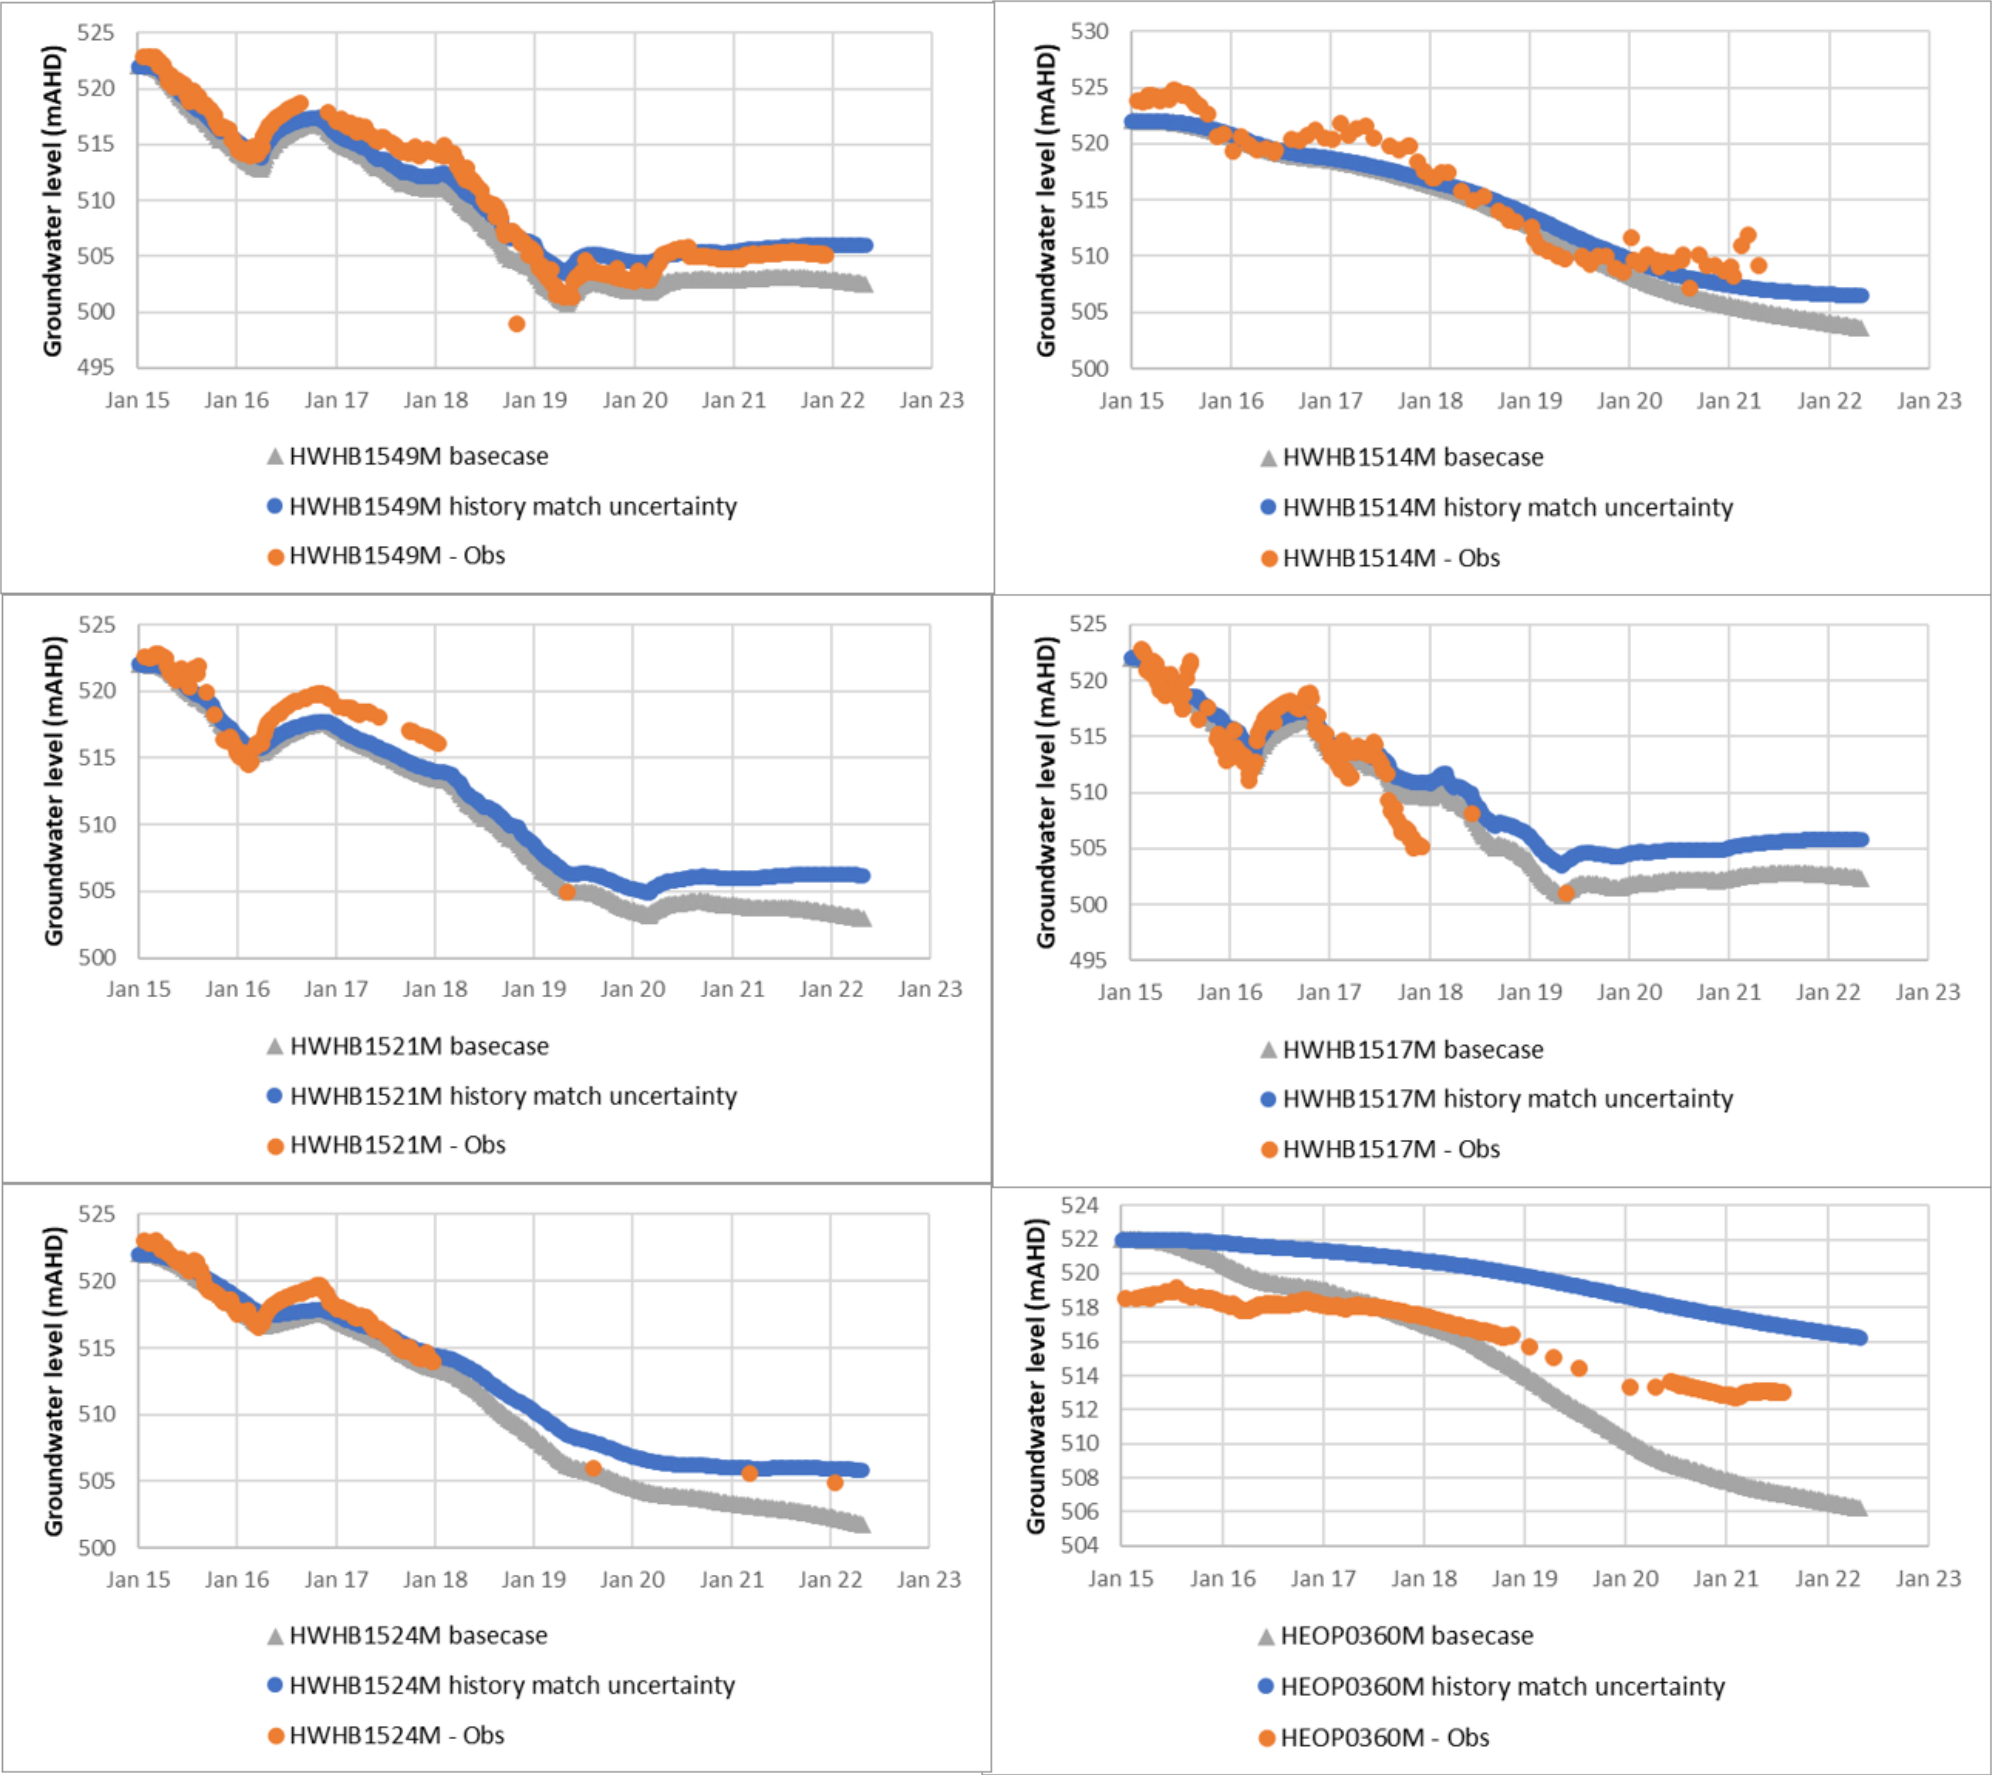 Groundwater level (mAHD)
525
520
515
510
505
500
495
Jan 15 Jan 16 Jan 17 Jan 18 Jan 19 Jan 20 Jan 21 Jan 22 Jan 23
HWHB1549M basecase
HWHB1549M history match uncertainty
HWHB1549M - Obs
Groundwater level (mAHD)
530
525
520
515
510
505
500
Jan 15 Jan 16 Jan 17 Jan 18 Jan 19 Jan 20 Jan 21 Jan 22 Jan 23
HWHB1514M basecase
HWHB1514M history match uncertainty
HWHB1514M - Obs
Groundwater level (mAHD)
525
520
515
510
505
500
Jan 15 Jan 16 Jan 17 Jan 18 Jan 19 Jan 20 Jan 21 Jan 22 Jan 23
HWHB1521M basecase
HWHB1521M history match uncertainty
HWHB1521M - Obs
Groundwater level (mAHD)
525
520
515
510
505
500
495
Jan 15 Jan 16 Jan 17 Jan 18 Jan 19 Jan 20 Jan 21 Jan 22 Jan 23
HWHB1517M basecase
HWHB1517M history match uncertainty
HWHB1517M - Obs
Groundwater level (mAHD)
525
520
515
510
505
500
Jan 15 Jan 16 Jan 17 Jan 18 Jan 19 Jan 20 Jan 21 Jan 22 Jan 23
HWHB1524M basecase
HWHB1524M history match uncertainty
HWHB1524M - Obs
Groundwater level (mAHD)
524
522
520
518
516
514
512
510
508
506
504
Jan 15 Jan 16 Jan 17 Jan 18 Jan 19 Jan 20 Jan 21 Jan 22 Jan 23
HEOP0360M basecase
HEOP0360M history match uncertainty
HEOP0360M - Obs